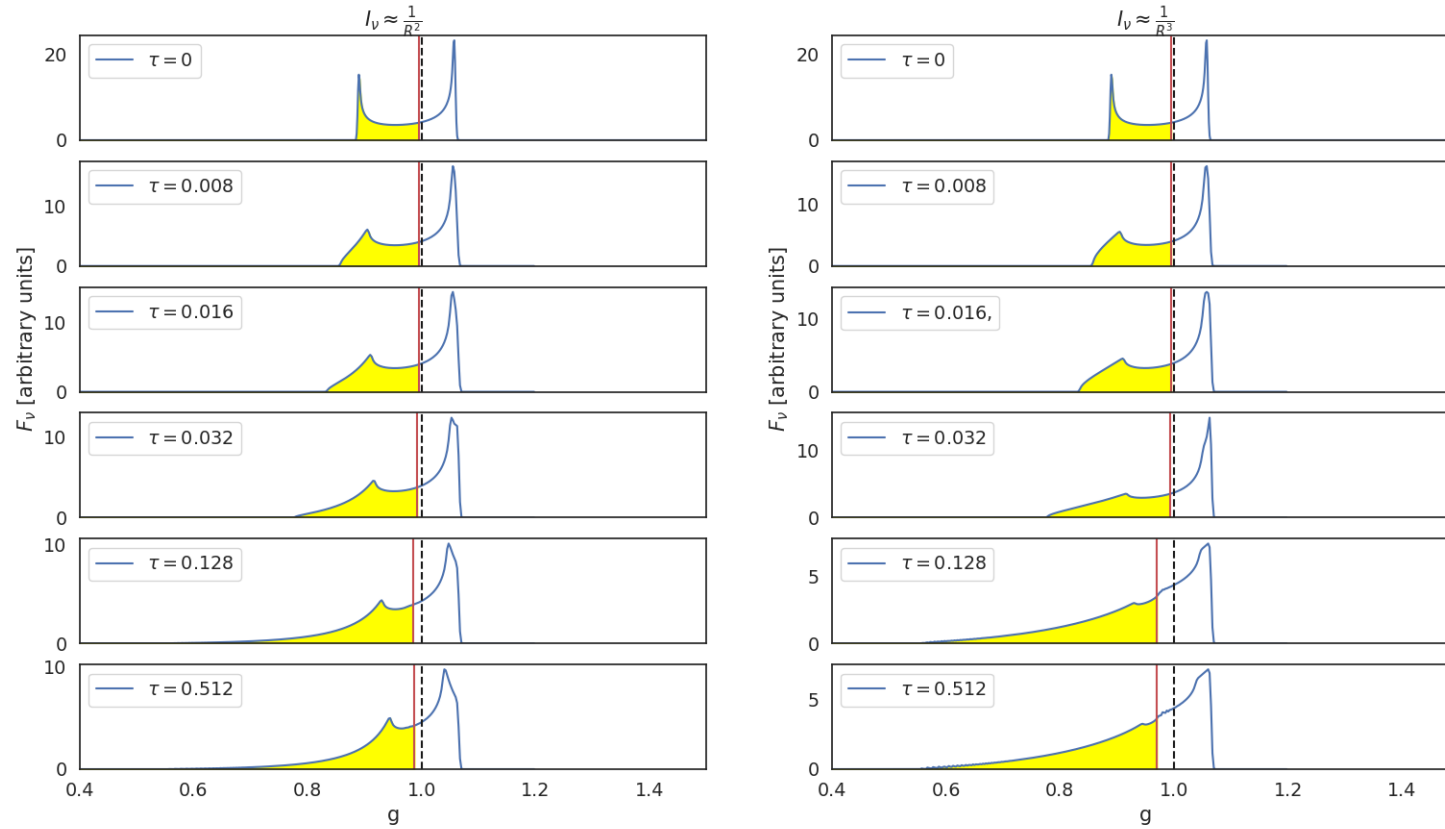 I_ν ≈ 1/R²
20
0
τ = 0
10
0
τ = 0.008
10
0
τ = 0.016
10
0
τ = 0.032
10
0
τ = 0.128
10
5
0
τ = 0.512
0.4 0.6 0.8 1.0 1.2 1.4
g
F_ν [arbitrary units]
I_ν ≈ 1/R³
20
0
τ = 0
10
0
τ = 0.008
10
0
τ = 0.016,
10
0
τ = 0.032
5
0
τ = 0.128
5
0
τ = 0.512
0.4 0.6 0.8 1.0 1.2 1.4
g
F_ν [arbitrary units]